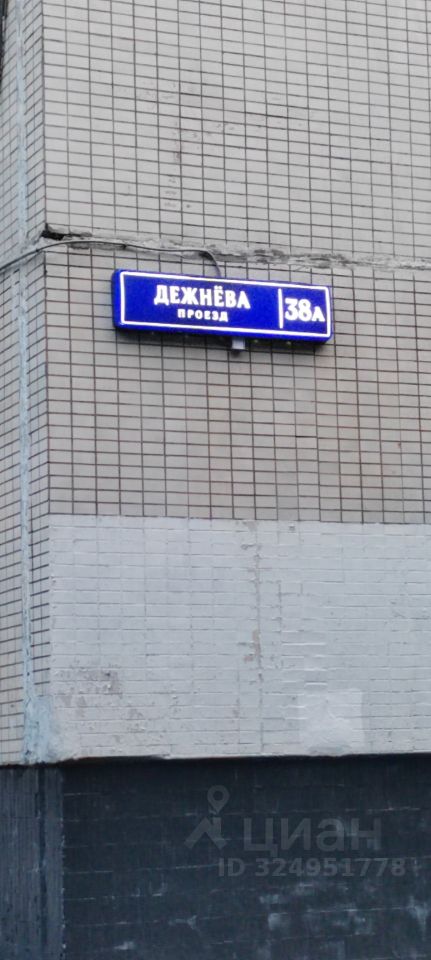 ДЕЖНЁВА
ПРОЕЗД
38А
циан
ID 324951778